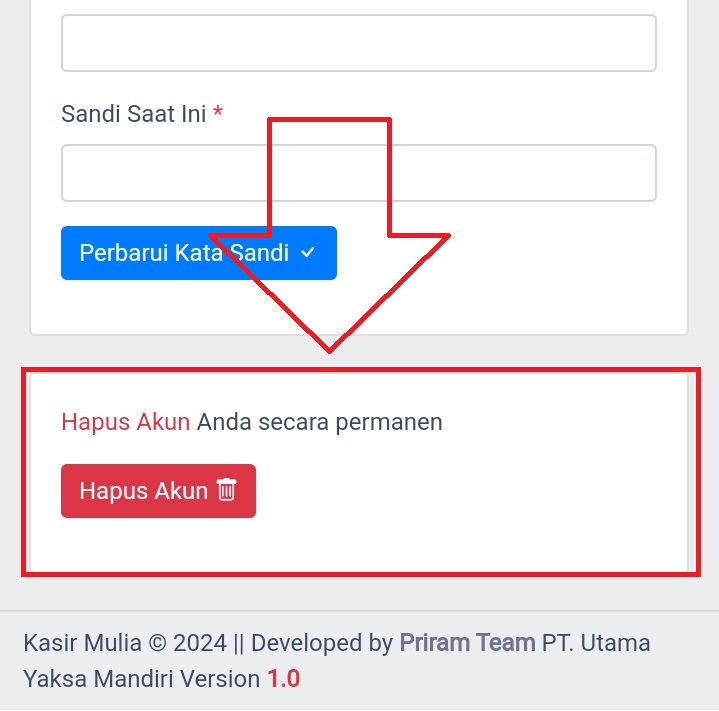 Sandi Saat Ini *
Perbarui Kata Sandi
Hapus Akun Anda secara permanen
Hapus Akun
Kasir Mulia © 2024 || Developed by Priram Team PT. Utama
Yaksa Mandiri Version 1.0